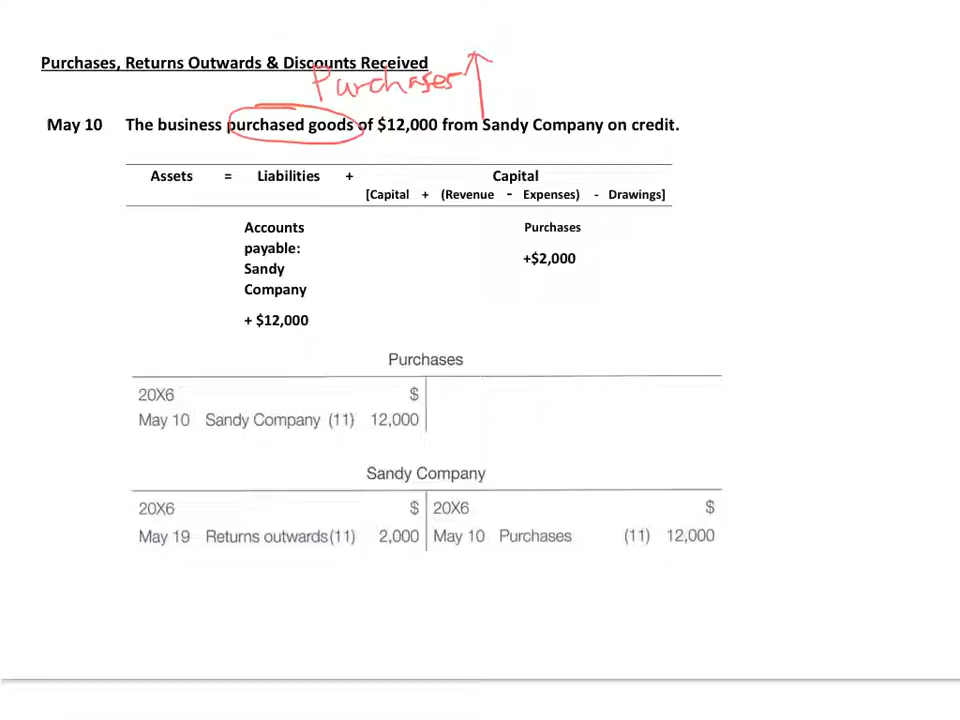 Purchases, Returns Outwards & Discounts Received
Purchases
May 10 The business purchased goods of $12,000 from Sandy Company on credit.
Assets = Liabilities + Capital
[Capital + (Revenue - Expenses) - Drawings]
Accounts payable: Sandy Company Purchases
+$2,000
+ $12,000
Purchases
20X6 $
May 10 Sandy Company (11) 12,000
Sandy Company
20X6 $ 20X6 $
May 19 Returns outwards (11) 2,000 May 10 Purchases (11) 12,000